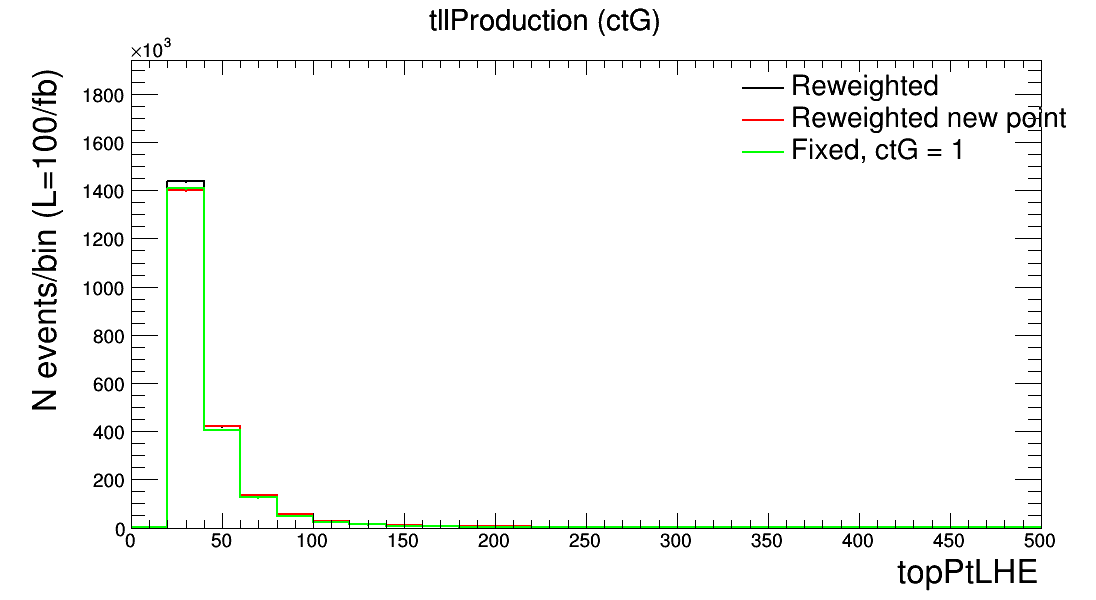 tllProduction (ctG)
×10³
N events/bin (L=100/fb)
Reweighted
Reweighted new point
Fixed, ctG = 1
1800
1600
1400
1200
1000
800
600
400
200
0
0 50 100 150 200 250 300 350 400 450 500
topPtLHE